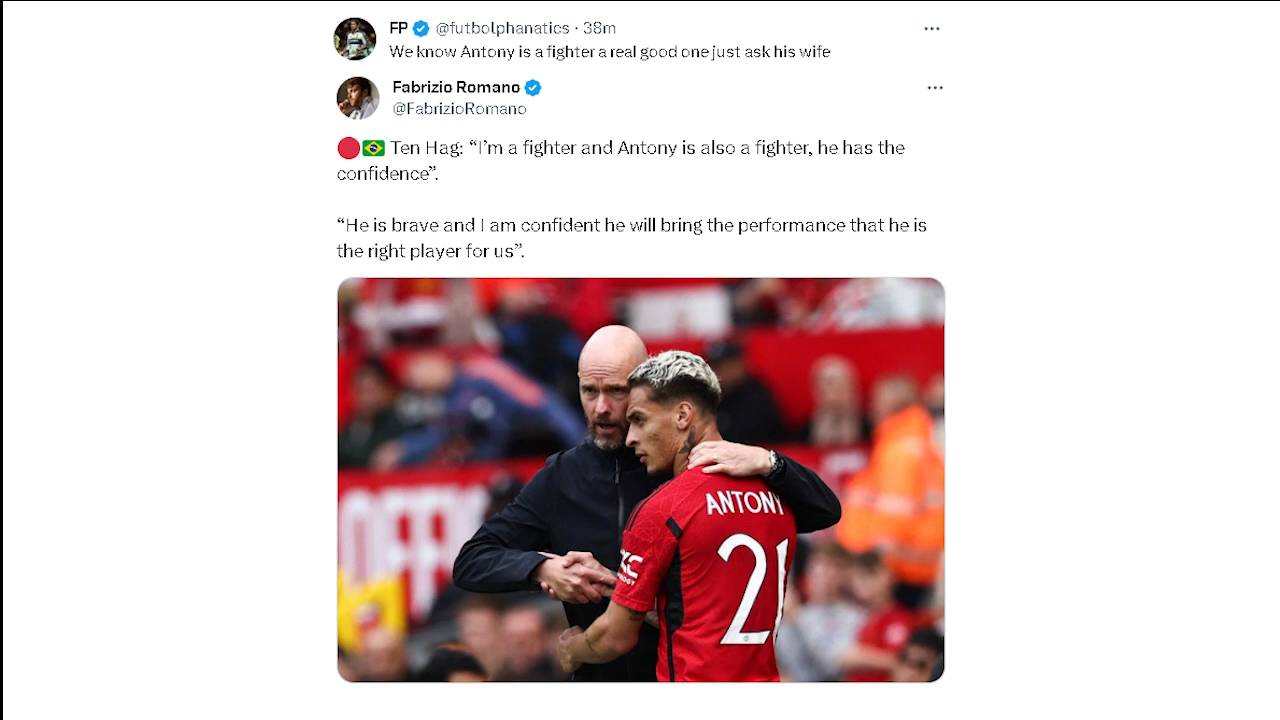 FP @futbolphanatics · 38m
We know Antony is a fighter a real good one just ask his wife
Fabrizio Romano
@FabrizioRomano
🔴🇧🇷 Ten Hag: “I’m a fighter and Antony is also a fighter, he has the
confidence”.
“He is brave and I am confident he will bring the performance that he is
the right player for us”.
ANTONY
21